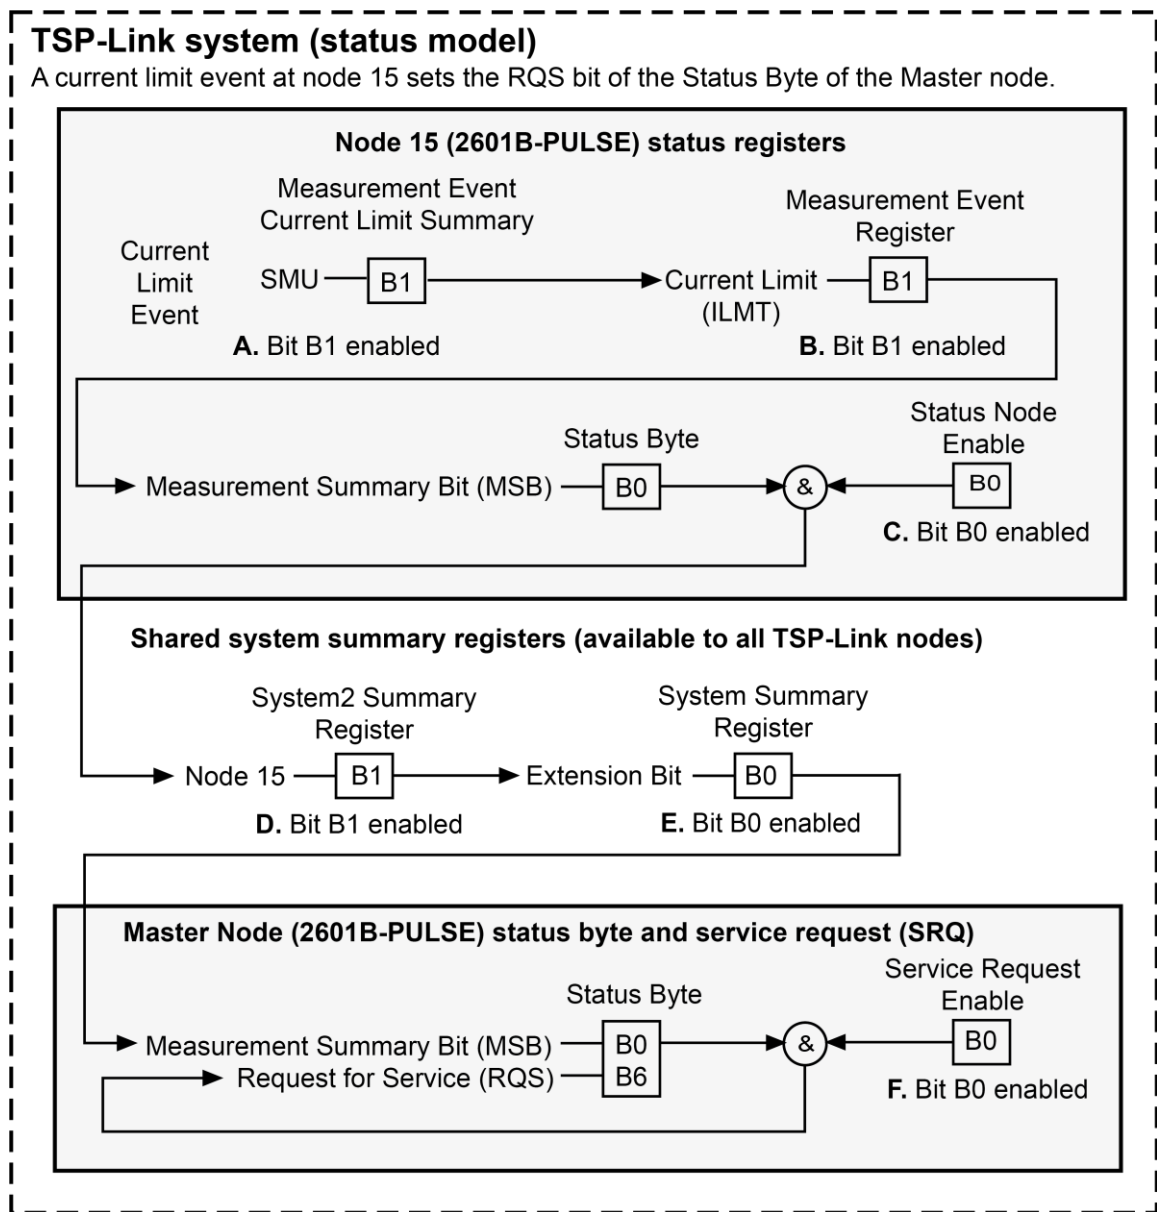 TSP-Link system (status model)
A current limit event at node 15 sets the RQS bit of the Status Byte of the Master node.
Node 15 (2601B-PULSE) status registers
Measurement Event
Current Limit Summary
Measurement Event
Register
Current
Limit
Event
SMU
B1
Current Limit
(ILMT)
B1
A. Bit B1 enabled
B. Bit B1 enabled
Status Node
Enable
Status Byte
Measurement Summary Bit (MSB)
B0
&
B0
C. Bit B0 enabled
Shared system summary registers (available to all TSP-Link nodes)
System2 Summary
Register
System Summary
Register
Node 15
B1
Extension Bit
B0
D. Bit B1 enabled
E. Bit B0 enabled
Master Node (2601B-PULSE) status byte and service request (SRQ)
Service Request
Enable
Status Byte
Measurement Summary Bit (MSB)
B0
&
B0
Request for Service (RQS)
B6
F. Bit B0 enabled